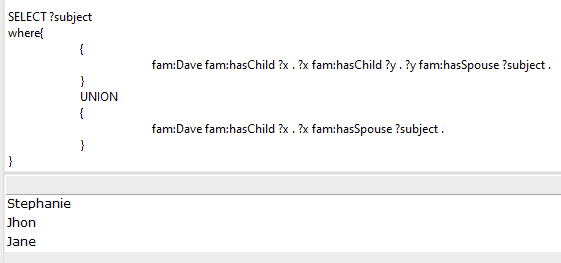 SELECT ?subject
where{
{
fam:Dave fam:hasChild ?x . ?x fam:hasChild ?y . ?y fam:hasSpouse ?subject .
}
UNION
{
fam:Dave fam:hasChild ?x . ?x fam:hasSpouse ?subject .
}
}
Stephanie
Jhon
Jane